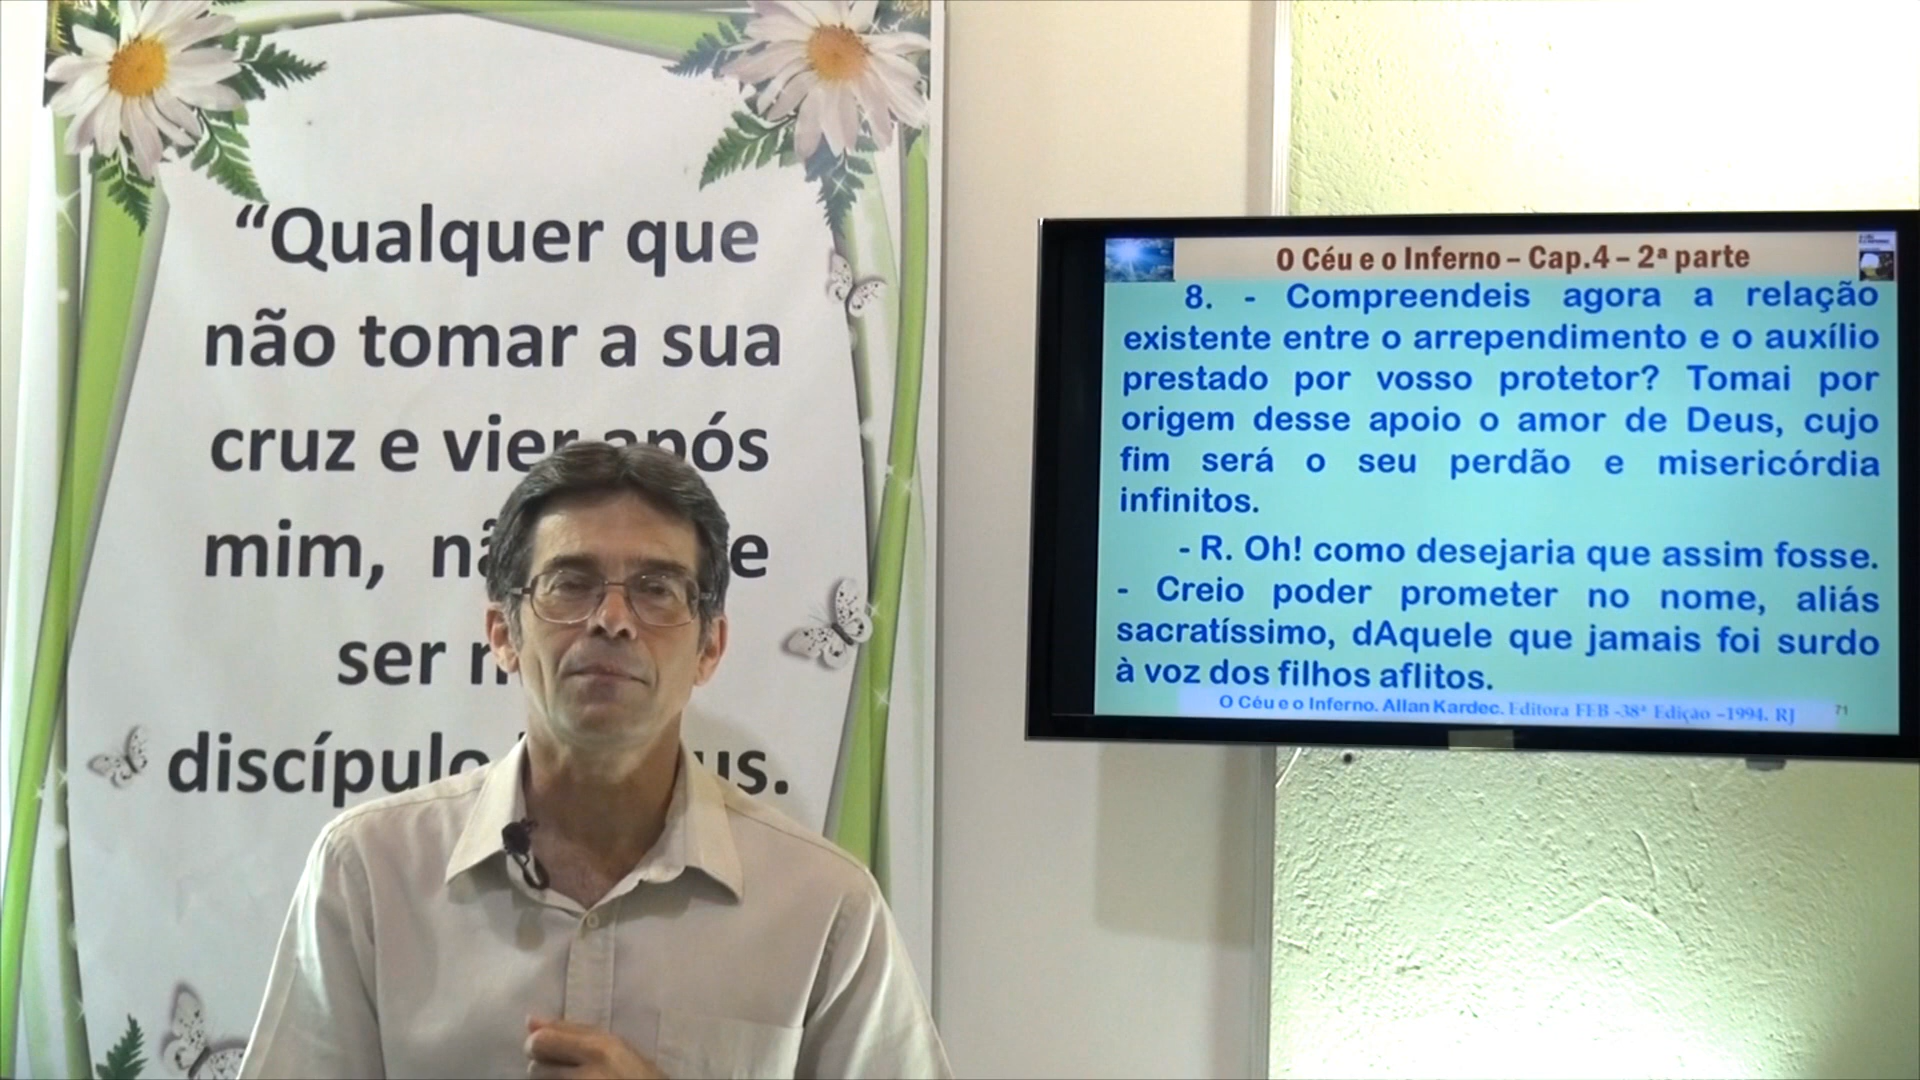 “Qualquer que
não tomar a sua
cruz e vier após
mim,
ser
discípulo
O Céu e o Inferno – Cap.4 – 2ª parte
8. - Compreendeis agora a relação
existente entre o arrependimento e o auxílio
prestado por vosso protetor? Tomai por
origem desse apoio o amor de Deus, cujo
fim será o seu perdão e misericórdia
infinitos.
- R. Oh! como desejaria que assim fosse.
- Creio poder prometer no nome, aliás
sacratíssimo, dAquele que jamais foi surdo
à voz dos filhos aflitos.
O Céu e o Inferno. Allan Kardec. Editora FEB -38ª Edição –1994. RJ
71